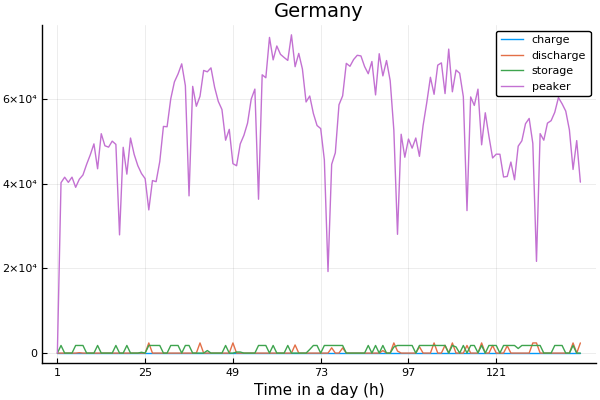 Germany
charge
discharge
storage
peaker
6×10⁴
4×10⁴
2×10⁴
0
1
25
49
73
97
121
Time in a day (h)